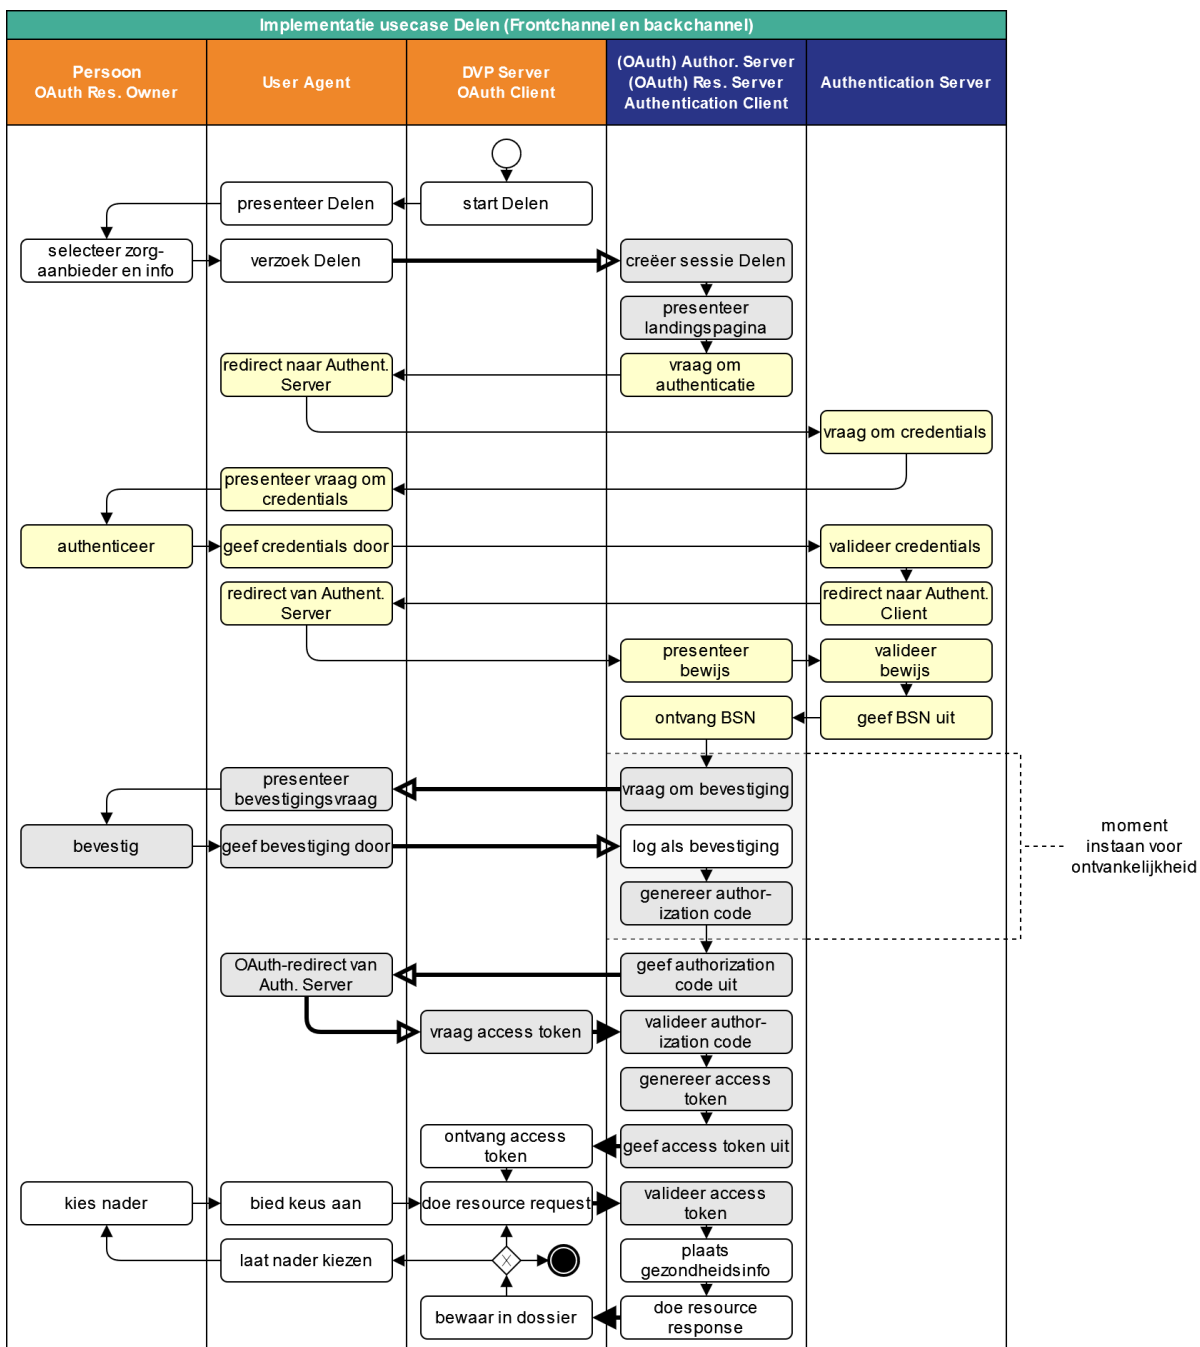 Implementatie usecase Delen (Frontchannel en backchannel)
Persoon
OAuth Res. Owner
User Agent
DVP Server
OAuth Client
(OAuth) Author. Server
(OAuth) Res. Server
Authentication Client
Authentication Server
presenteer Delen
start Delen
selecteer zorg-
aanbieder en info
verzoek Delen
creëer sessie Delen
presenteer
landingspagina
redirect naar Authent.
Server
vraag om
authenticatie
vraag om credentials
presenteer vraag om
credentials
authenticeer
geef credentials door
valideer credentials
redirect van Authent.
Server
redirect naar Authent.
Client
presenteer
bewijs
valideer
bewijs
ontvang BSN
geef BSN uit
presenteer
bevestigingsvraag
vraag om bevestiging
bevestig
geef bevestiging door
log als bevestiging
moment
instaan voor
ontvankelijkheid
genereer author-
ization code
OAuth-redirect van
Auth. Server
geef authorization
code uit
vraag access token
valideer author-
ization code
genereer access
token
ontvang access
token
geef access token uit
kies nader
bied keus aan
doe resource request
valideer access
token
laat nader kiezen
X
plaats
gezondheidsinfo
bewaar in dossier
doe resource
response